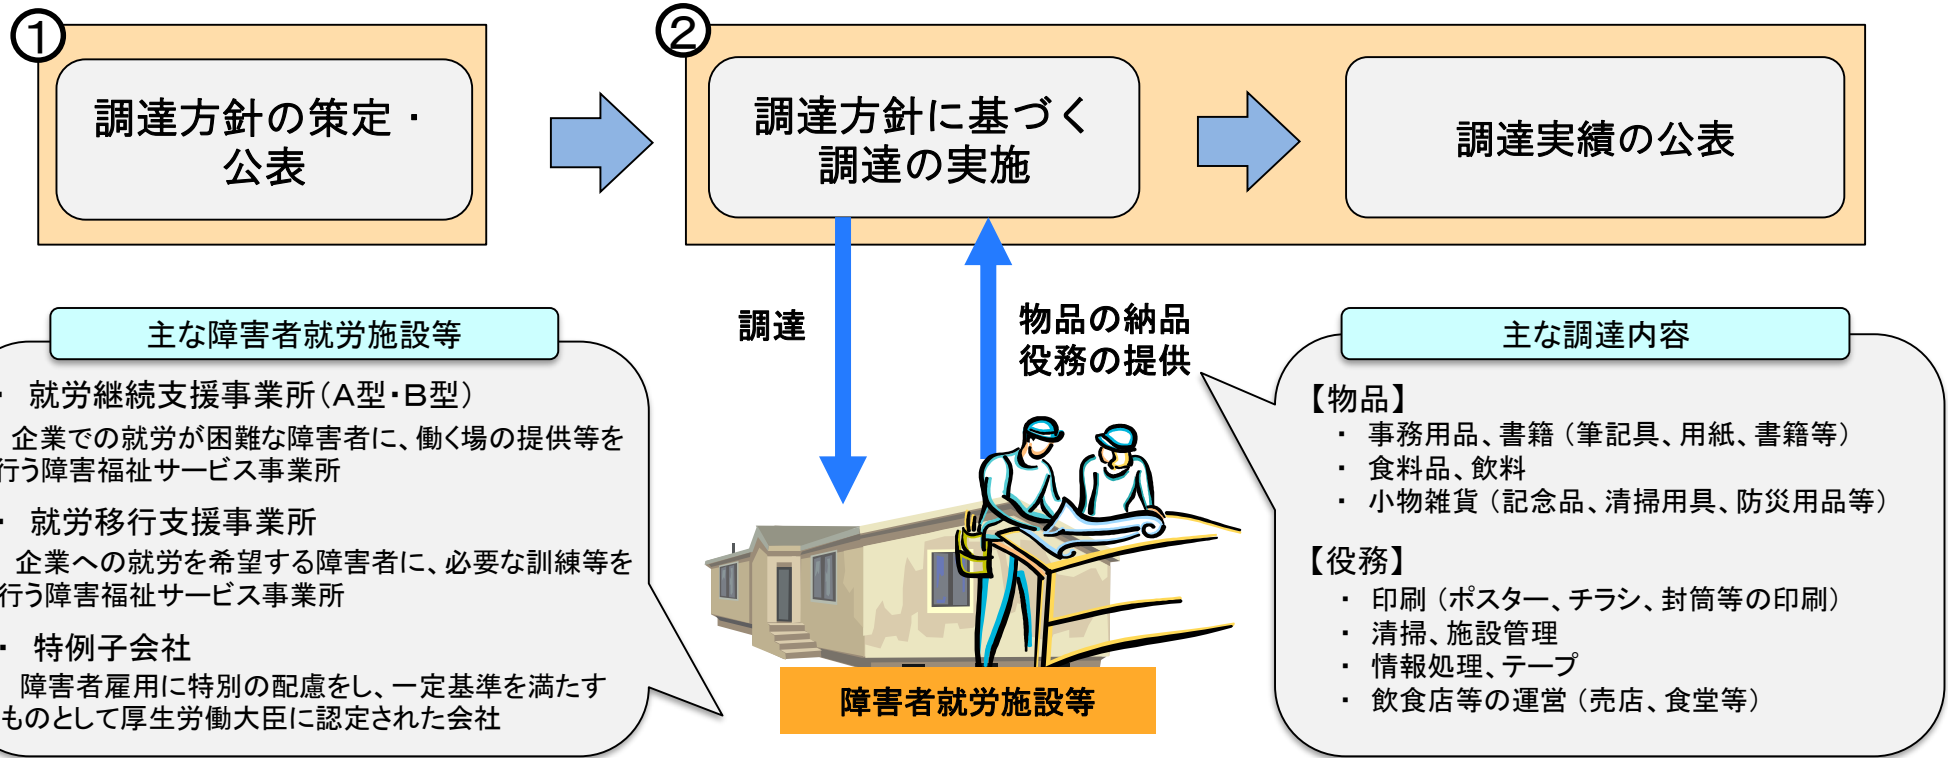 ①
調達方針の策定・
公表
②
調達方針に基づく
調達の実施
調達実績の公表
調達
物品の納品
役務の提供
主な障害者就労施設等
・ 就労継続支援事業所(A型・B型)
企業での就労が困難な障害者に、働く場の提供等を
行う障害福祉サービス事業所
・ 就労移行支援事業所
企業への就労を希望する障害者に、必要な訓練等を
行う障害福祉サービス事業所
・ 特例子会社
障害者雇用に特別の配慮をし、一定基準を満たす
ものとして厚生労働大臣に認定された会社
障害者就労施設等
主な調達内容
【物品】
・ 事務用品、書籍(筆記具、用紙、書籍等)
・ 食料品、飲料
・ 小物雑貨(記念品、清掃用具、防災用品等)
【役務】
・ 印刷(ポスター、チラシ、封筒等の印刷)
・ 清掃、施設管理
・ 情報処理、テープ
・ 飲食店等の運営(売店、食堂等)